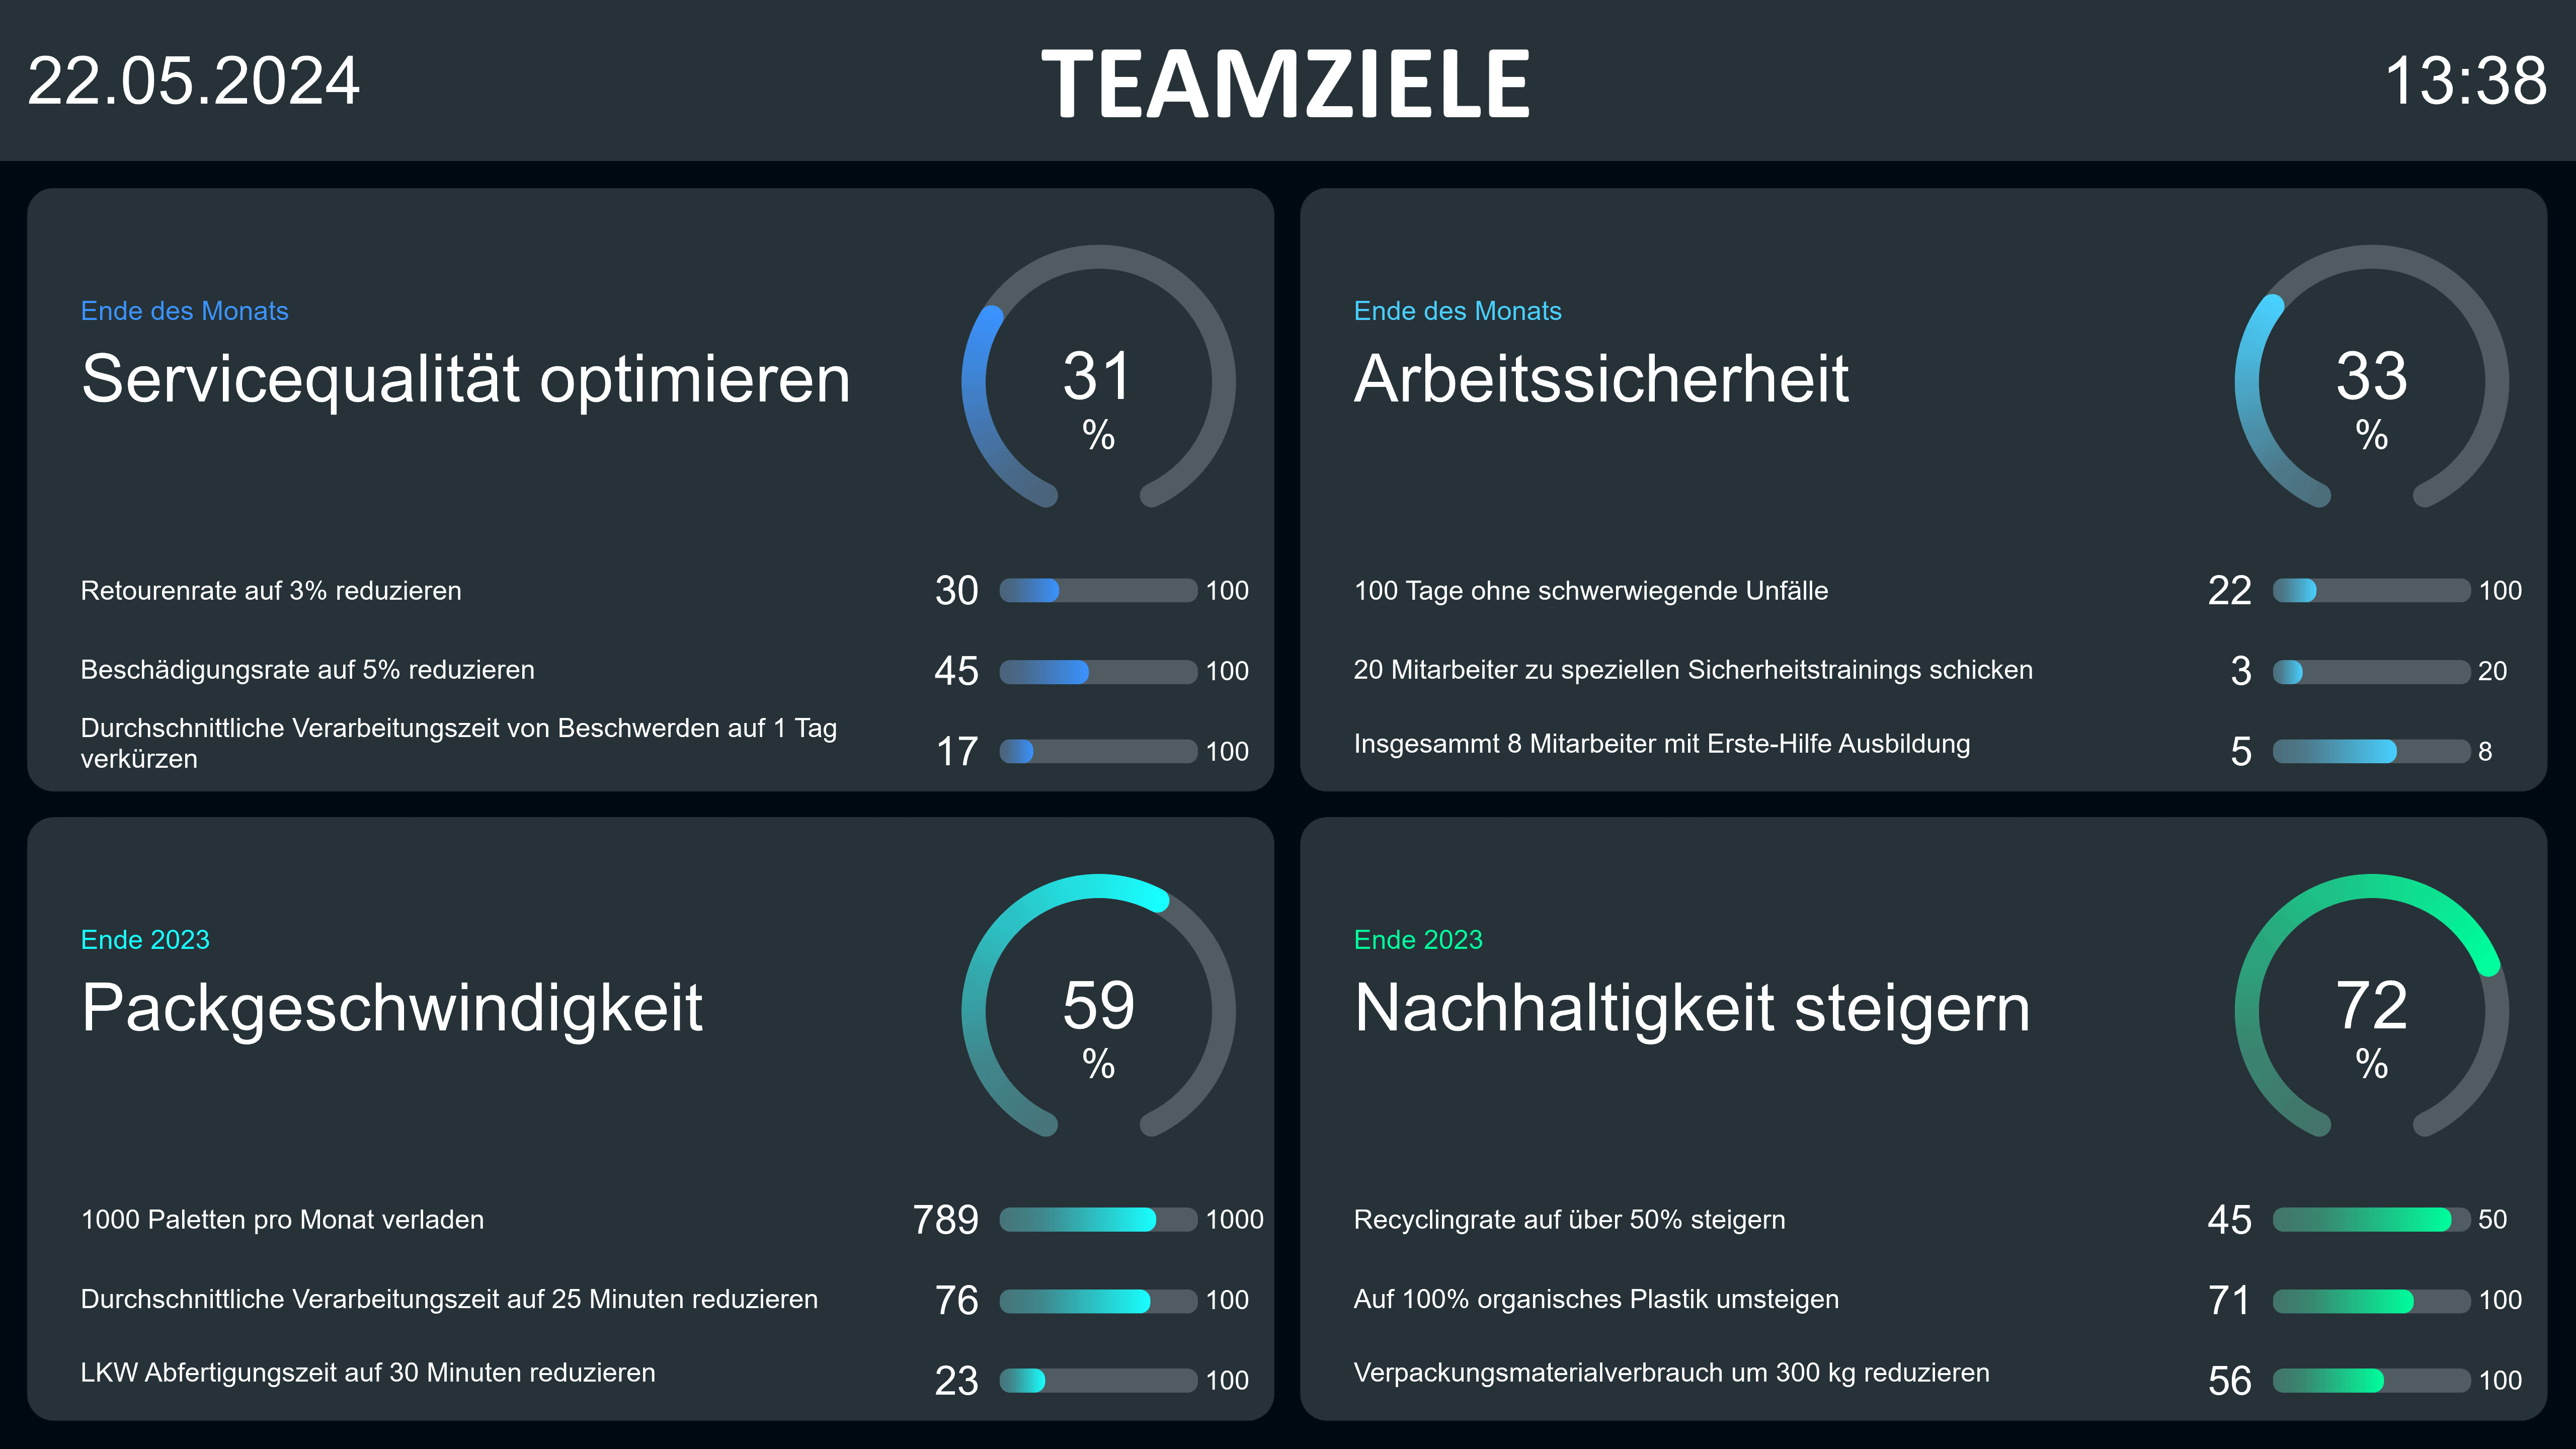 22.05.2024
TEAMZIELE
13:38
Ende des Monats
Servicequalität optimieren
31
%
Retourenrate auf 3% reduzieren
30 100
Beschädigungsrate auf 5% reduzieren
45 100
Durchschnittliche Verarbeitungszeit von Beschwerden auf 1 Tag
verkürzen
17 100
Ende des Monats
Arbeitssicherheit
33
%
100 Tage ohne schwerwiegende Unfälle
22 100
20 Mitarbeiter zu speziellen Sicherheitstrainings schicken
3 20
Insgesammt 8 Mitarbeiter mit Erste-Hilfe Ausbildung
5 8
Ende 2023
Packgeschwindigkeit
59
%
1000 Paletten pro Monat verladen
789 1000
Durchschnittliche Verarbeitungszeit auf 25 Minuten reduzieren
76 100
LKW Abfertigungszeit auf 30 Minuten reduzieren
23 100
Ende 2023
Nachhaltigkeit steigern
72
%
Recyclingrate auf über 50% steigern
45 50
Auf 100% organisches Plastik umsteigen
71 100
Verpackungsmaterialverbrauch um 300 kg reduzieren
56 100